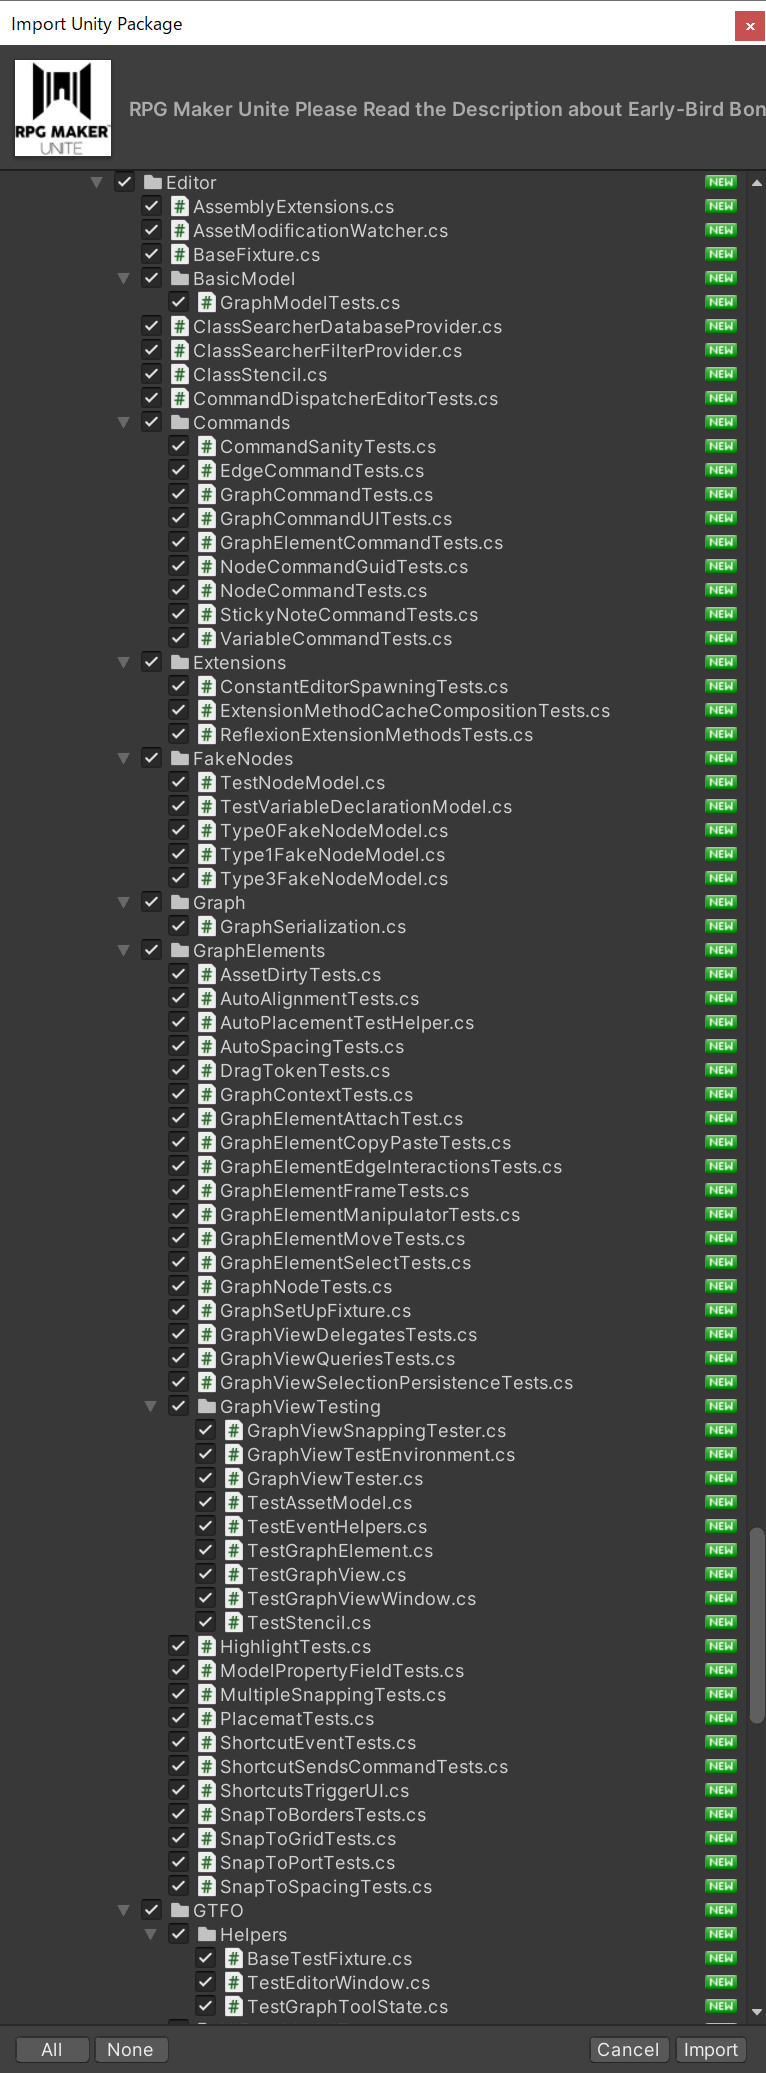 Import Unity Package
x
RPG MAKER
UNITE
RPG Maker Unite Please Read the Description about Early-Bird Bon
Editor NEW
AssemblyExtensions.cs NEW
AssetModificationWatcher.cs NEW
BaseFixture.cs NEW
BasicModel NEW
GraphModelTests.cs NEW
ClassSearcherDatabaseProvider.cs NEW
ClassSearcherFilterProvider.cs NEW
ClassStencil.cs NEW
CommandDispatcherEditorTests.cs NEW
Commands NEW
CommandSanityTests.cs NEW
EdgeCommandTests.cs NEW
GraphCommandTests.cs NEW
GraphCommandUITests.cs NEW
GraphElementCommandTests.cs NEW
NodeCommandGuidTests.cs NEW
NodeCommandTests.cs NEW
StickyNoteCommandTests.cs NEW
VariableCommandTests.cs NEW
Extensions NEW
ConstantEditorSpawningTests.cs NEW
ExtensionMethodCacheCompositionTests.cs NEW
ReflexionExtensionMethodsTests.cs NEW
FakeNodes NEW
TestNodeModel.cs NEW
TestVariableDeclarationModel.cs NEW
Type0FakeNodeModel.cs NEW
Type1FakeNodeModel.cs NEW
Type3FakeNodeModel.cs NEW
Graph NEW
GraphSerialization.cs NEW
GraphElements NEW
AssetDirtyTests.cs NEW
AutoAlignmentTests.cs NEW
AutoPlacementTestHelper.cs NEW
AutoSpacingTests.cs NEW
DragTokenTests.cs NEW
GraphContextTests.cs NEW
GraphElementAttachTest.cs NEW
GraphElementCopyPasteTests.cs NEW
GraphElementEdgeInteractionsTests.cs NEW
GraphElementFrameTests.cs NEW
GraphElementManipulatorTests.cs NEW
GraphElementMoveTests.cs NEW
GraphElementSelectTests.cs NEW
GraphNodeTests.cs NEW
GraphSetUpFixture.cs NEW
GraphViewDelegatesTests.cs NEW
GraphViewQueriesTests.cs NEW
GraphViewSelectionPersistenceTests.cs NEW
GraphViewTesting NEW
GraphViewSnappingTester.cs NEW
GraphViewTestEnvironment.cs NEW
GraphViewTester.cs NEW
TestAssetModel.cs NEW
TestEventHelpers.cs NEW
TestGraphElement.cs NEW
TestGraphView.cs NEW
TestGraphViewWindow.cs NEW
TestStencil.cs NEW
HighlightTests.cs NEW
ModelPropertyFieldTests.cs NEW
MultipleSnappingTests.cs NEW
PlacematTests.cs NEW
ShortcutEventTests.cs NEW
ShortcutSendsCommandTests.cs NEW
ShortcutsTriggerUI.cs NEW
SnapToBordersTests.cs NEW
SnapToGridTests.cs NEW
SnapToPortTests.cs NEW
SnapToSpacingTests.cs NEW
GTFO NEW
Helpers NEW
BaseTestFixture.cs NEW
TestEditorWindow.cs NEW
TestGraphToolState.cs NEW
All None Cancel Import